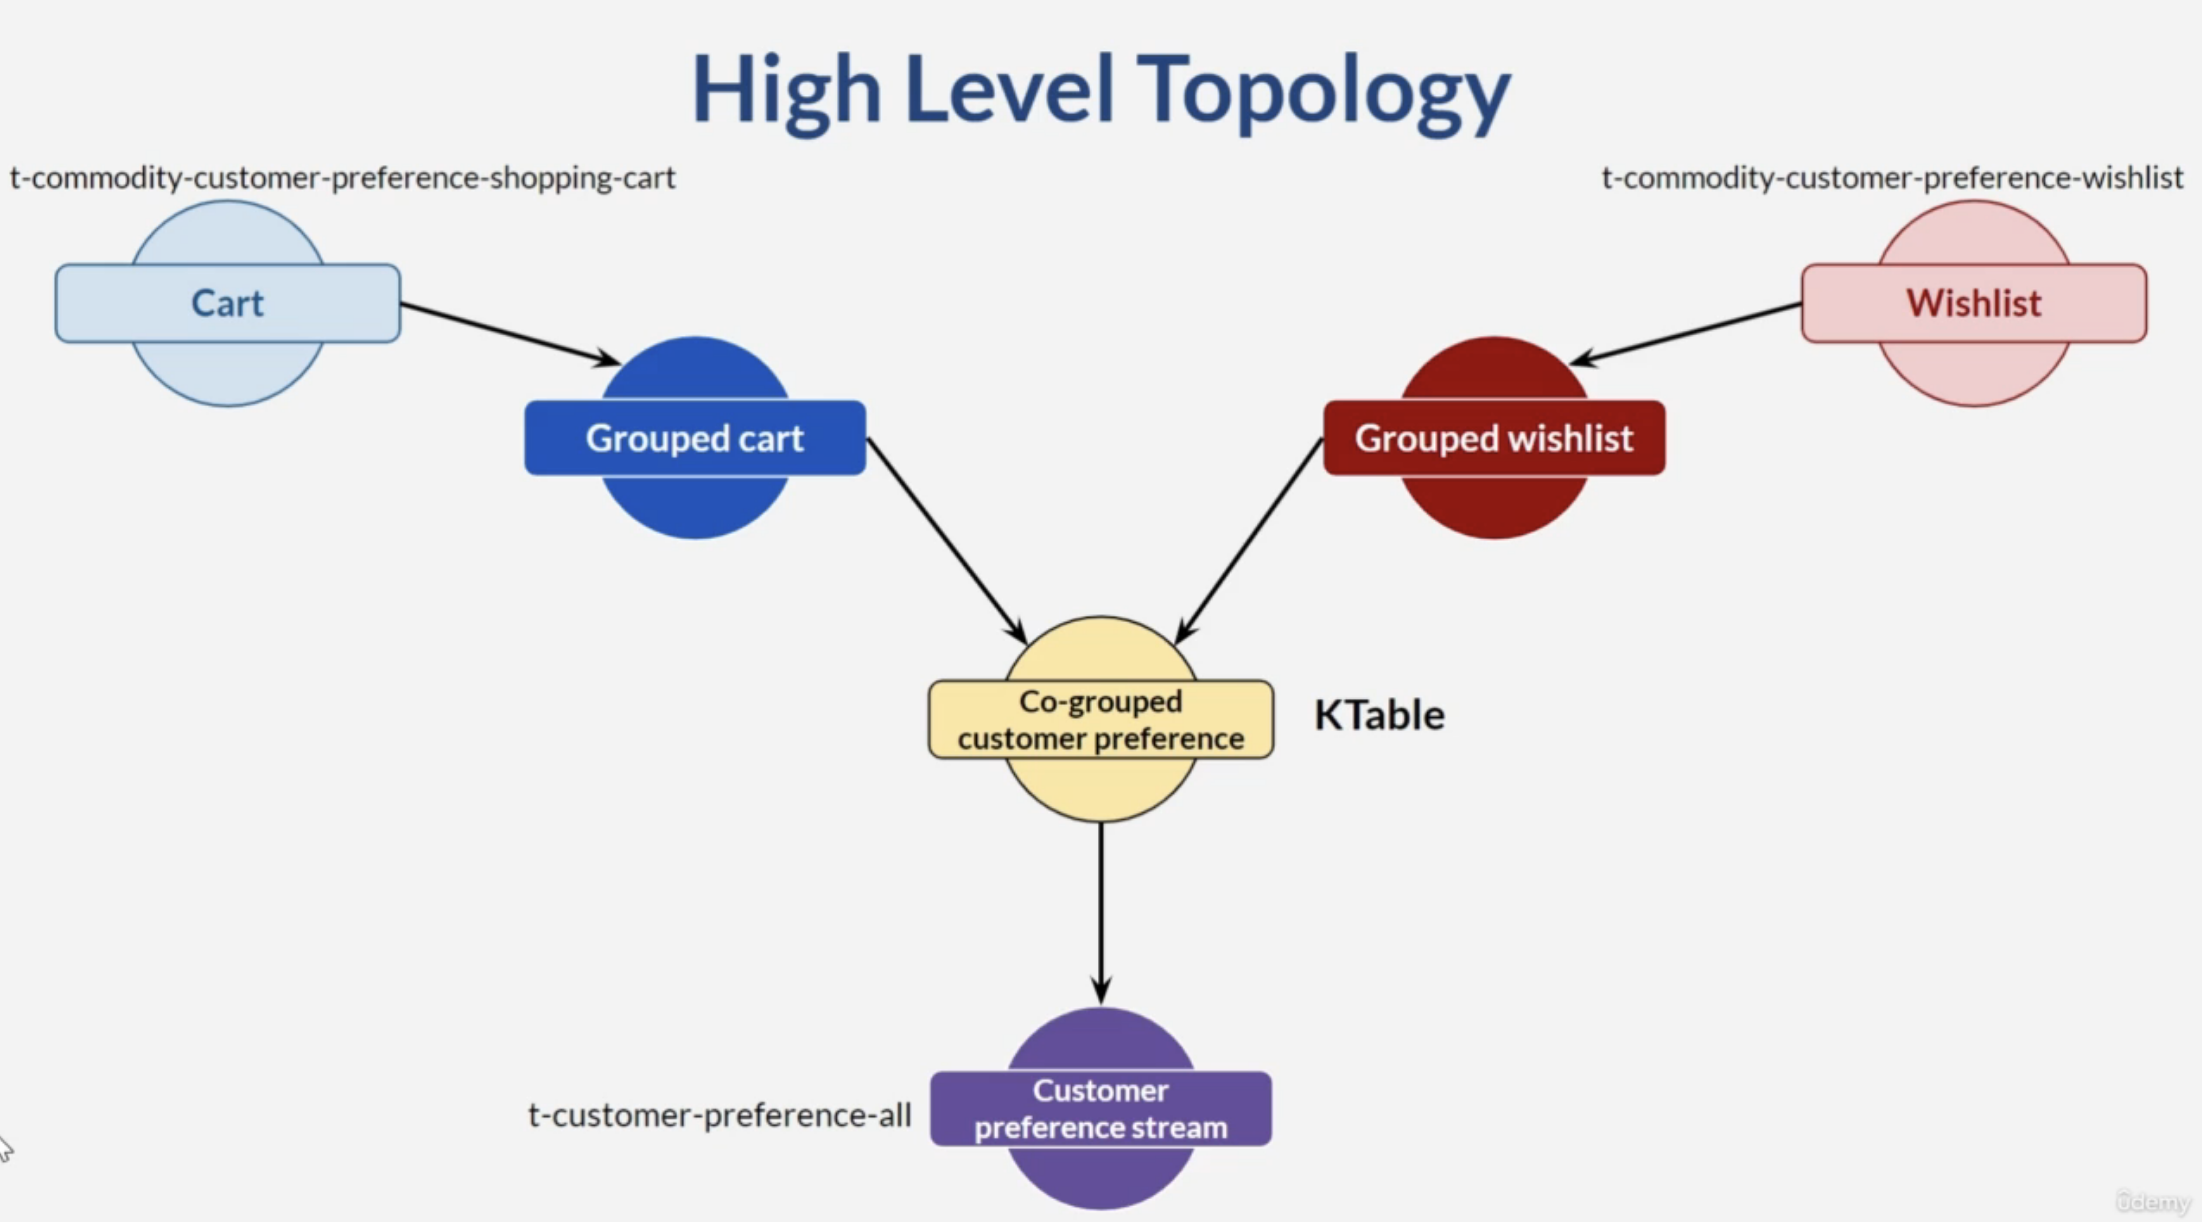 High Level Topology
t-commodity-customer-preference-shopping-cart
t-commodity-customer-preference-wishlist
Cart
Wishlist
Grouped cart
Grouped wishlist
Co-grouped
customer preference
KTable
t-customer-preference-all
Customer
preference stream
ûdemy